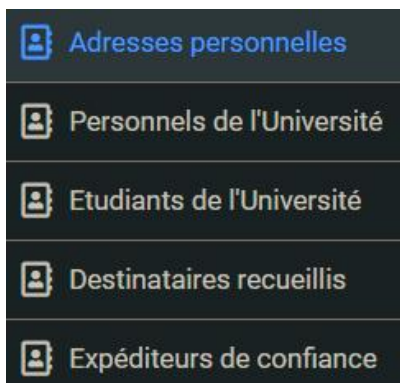 Adresses personnelles
Personnels de l'Université
Etudiants de l'Université
Destinataires recueillis
Expéditeurs de confiance